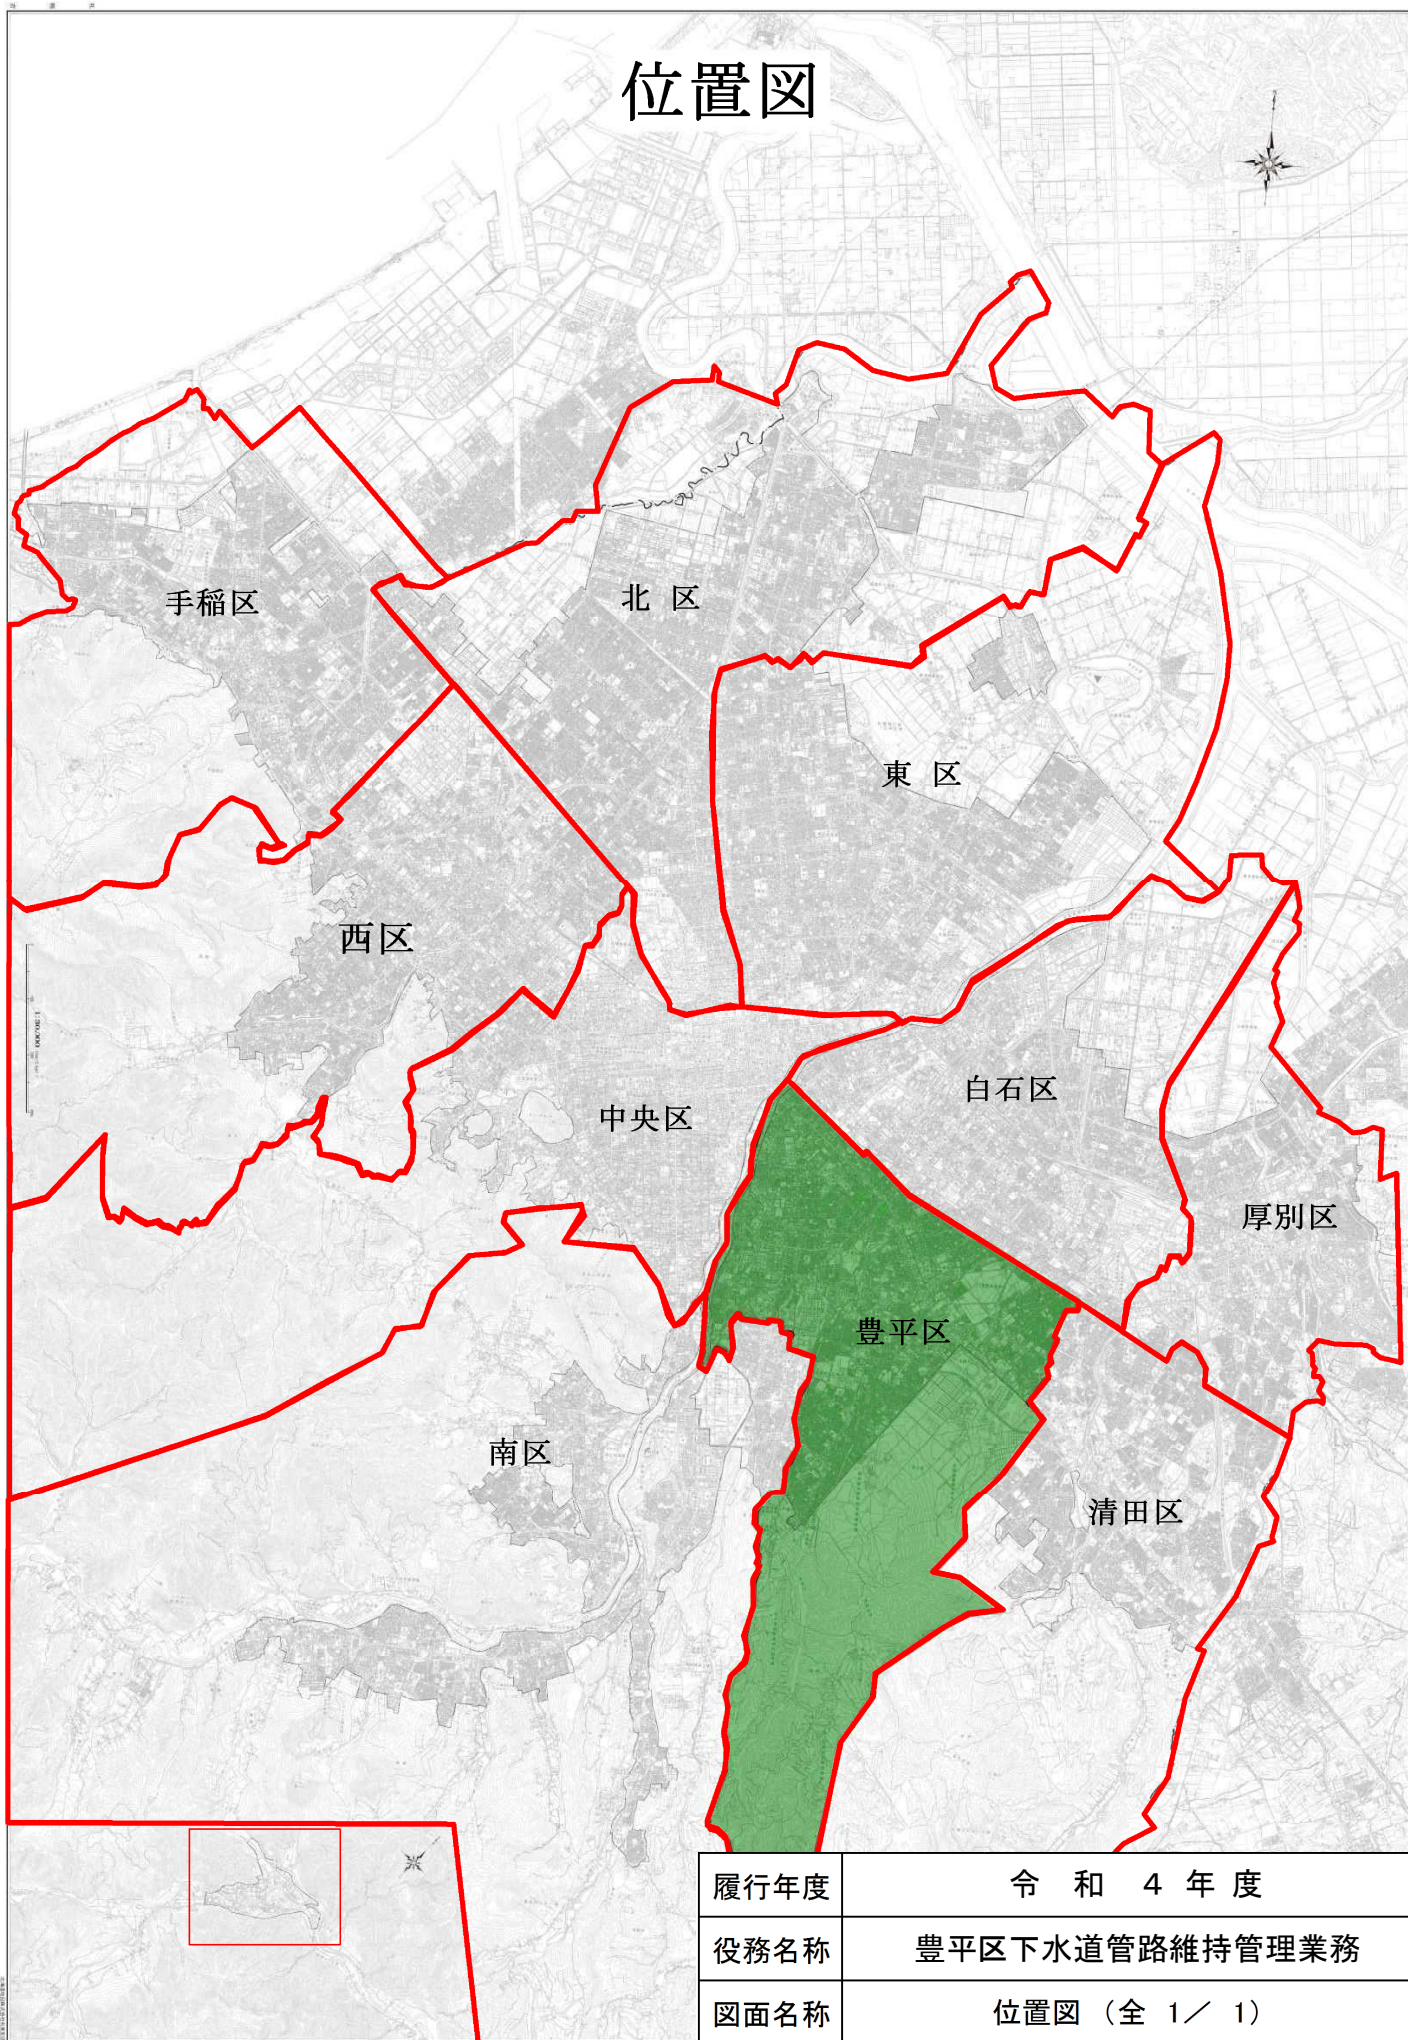 位置図
手稲区
北 区
東 区
西区
1:30,000
中央区
白石区
厚別区
豊平区
南区
清田区
履行年度 令 和 4 年 度
役務名称 豊平区下水道管路維持管理業務
図面名称 位置図 （全 1／ 1）